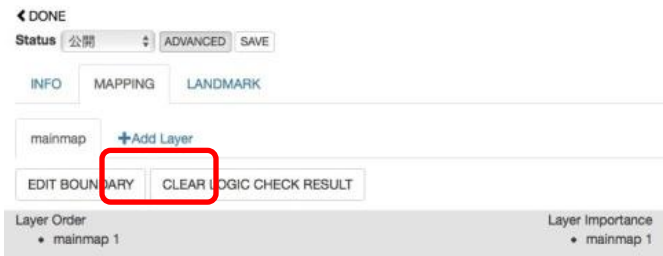 DONE
Status 公開 ADVANCED SAVE
INFO MAPPING LANDMARK
mainmap +Add Layer
EDIT BOUNDARY CLEAR LOGIC CHECK RESULT
Layer Order Layer Importance
• mainmap 1 • mainmap 1